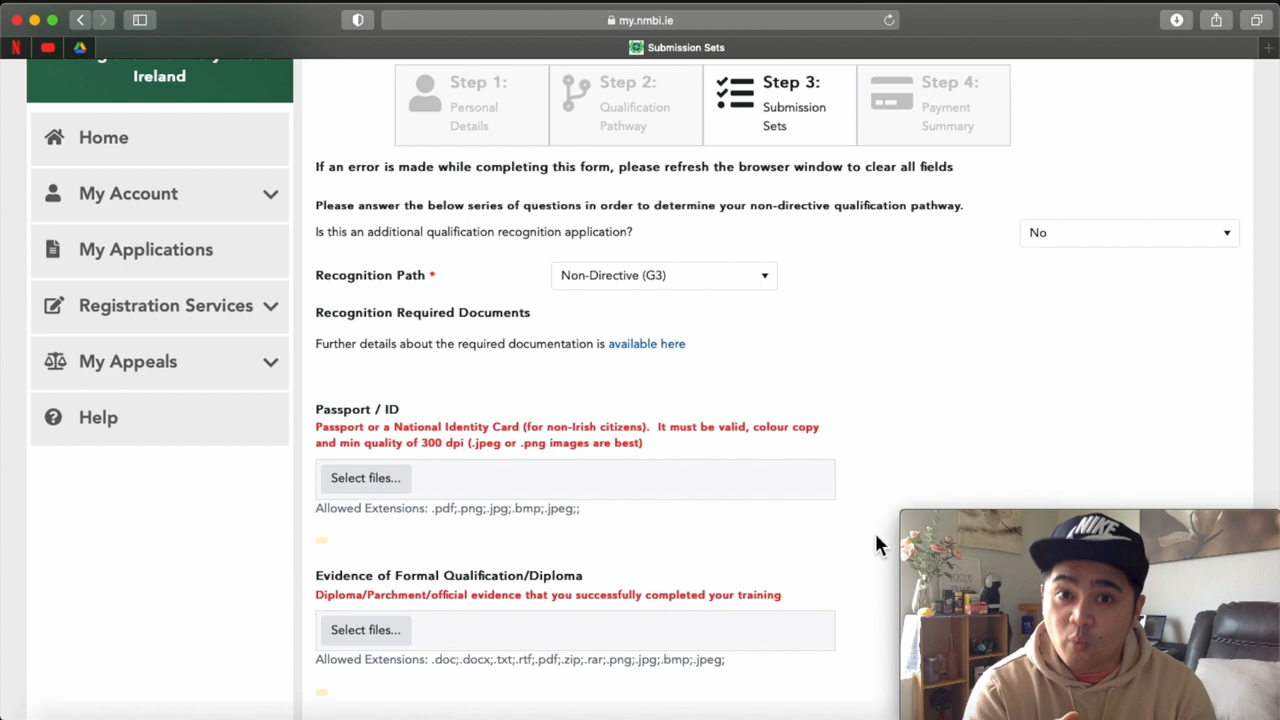 my.nmbi.ie
N
Submission Sets
Ireland
Home
My Account
My Applications
Registration Services
My Appeals
Help
Step 1:
Personal
Details
Step 2:
Qualification
Pathway
Step 3:
Submission
Sets
Step 4:
Payment
Summary
If an error is made while completing this form, please refresh the browser window to clear all fields
Please answer the below series of questions in order to determine your non-directive qualification pathway.
Is this an additional qualification recognition application?
No
Recognition Path *
Non-Directive (G3)
Recognition Required Documents
Further details about the required documentation is available here
Passport / ID
Passport or a National Identity Card (for non-Irish citizens). It must be valid, colour copy
and min quality of 300 dpi (.jpeg or .png images are best)
Select files...
Allowed Extensions: .pdf;.png;.jpg;.bmp;.jpeg;;
Evidence of Formal Qualification/Diploma
Diploma/Parchment/official evidence that you successfully completed your training
Select files...
Allowed Extensions: .doc;.docx;.txt;.rtf;.pdf;.zip;.rar;.png;.jpg;.bmp;.jpeg;
NIKE